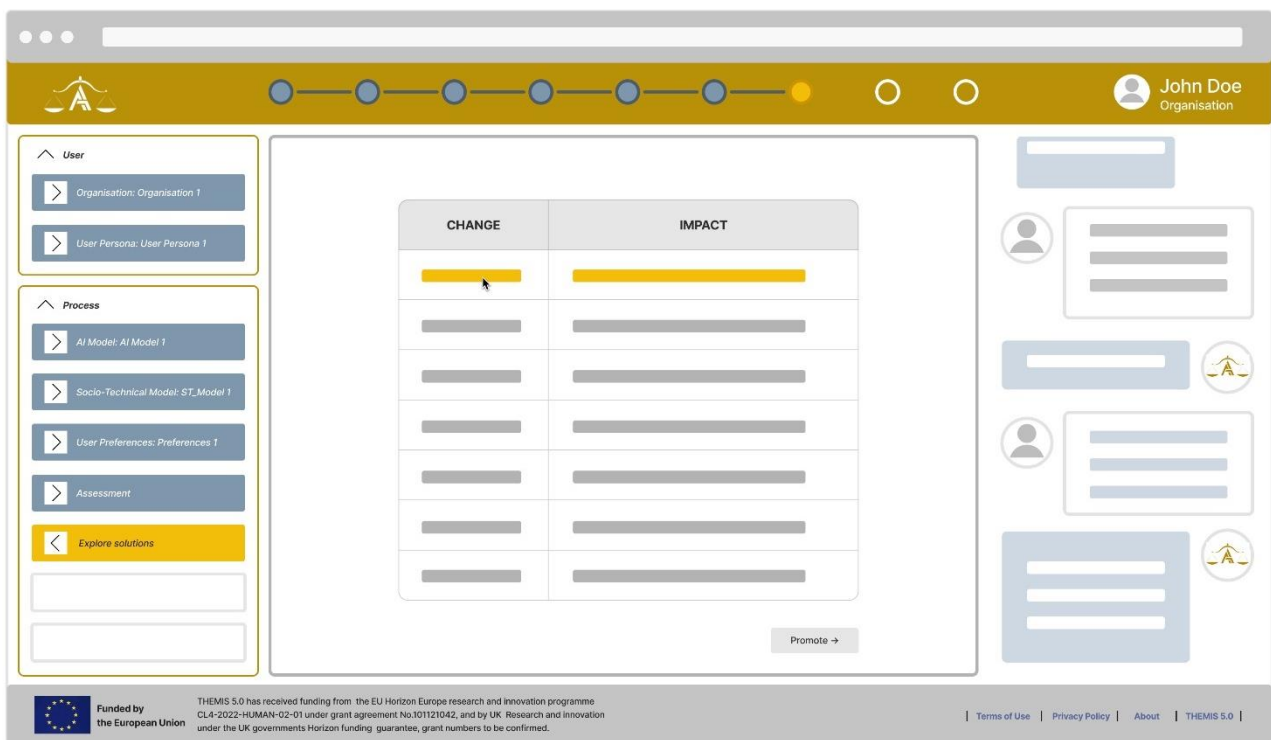 John Doe
Organisation
User
Organisation: Organisation 1
User Persona: User Persona 1
Process
AI Model: AI Model 1
Socio-Technical Model: ST_Model 1
User Preferences: Preferences 1
Assessment
Explore solutions
CHANGE IMPACT
Promote →
Funded by
the European Union
THEMIS 5.0 has received funding from the EU Horizon Europe research and innovation programme
CL4-2022-HUMAN-02-01 under grant agreement No.101121042, and by UK Research and innovation
under the UK governments Horizon funding guarantee, grant numbers to be confirmed.
| Terms of Use | Privacy Policy | About | THEMIS 5.0 |